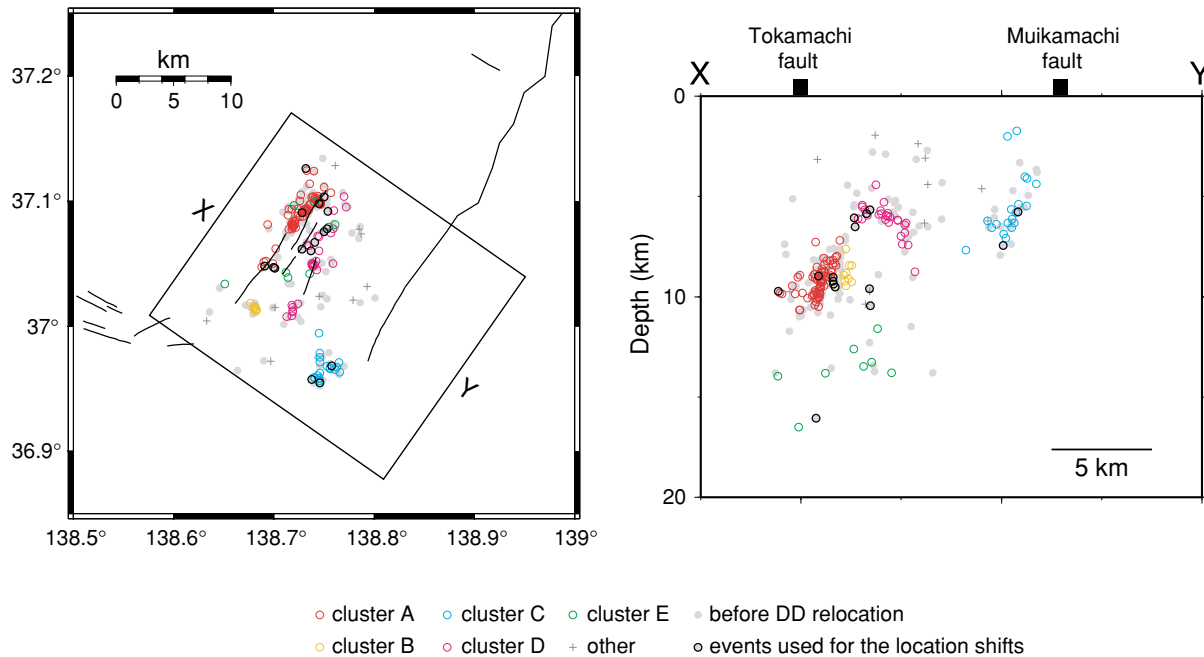 km
0 5 10
37.2°
37.1°
37°
36.9°
138.5° 138.6° 138.7° 138.8° 138.9° 139°
X
Y
Tokamachi
fault
Muikamachi
fault
X
Y
0
10
20
Depth (km)
5 km
cluster A
cluster C
cluster E
before DD relocation
cluster B
cluster D
other
events used for the location shifts